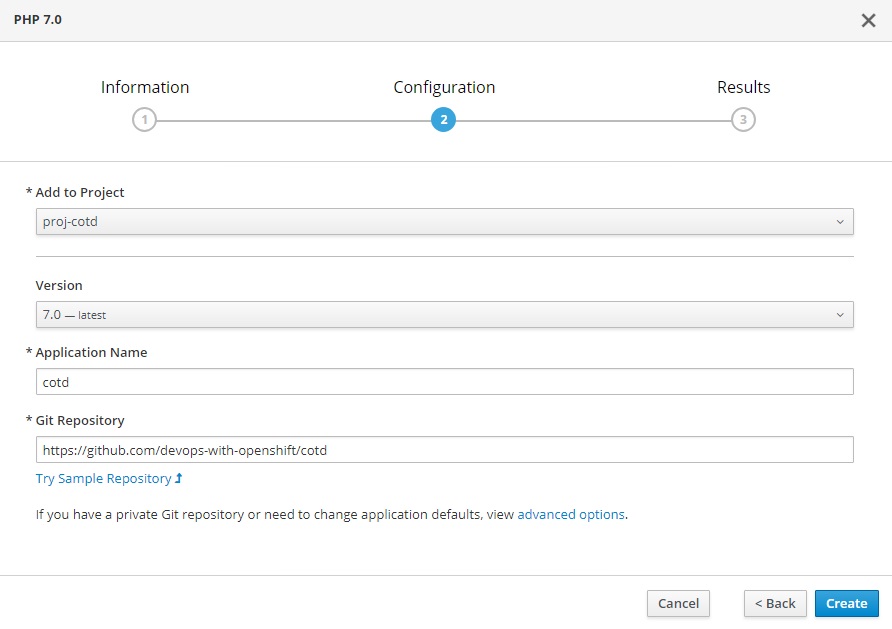 PHP 7.0
Information
Configuration
Results
1
2
3
* Add to Project
proj-cotd
Version
7.0 — latest
* Application Name
cotd
* Git Repository
https://github.com/devops-with-openshift/cotd
Try Sample Repository
If you have a private Git repository or need to change application defaults, view advanced options.
Cancel
< Back
Create